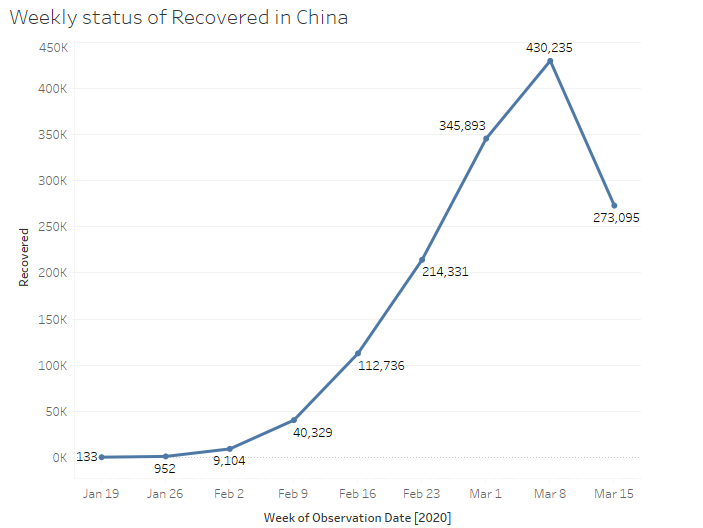 Weekly status of Recovered in China
450K
400K
350K
300K
250K
200K
150K
100K
50K
0K
Recovered
133
952
9,104
40,329
112,736
214,331
345,893
430,235
273,095
Jan 19 Jan 26 Feb 2 Feb 9 Feb 16 Feb 23 Mar 1 Mar 8 Mar 15
Week of Observation Date [2020]